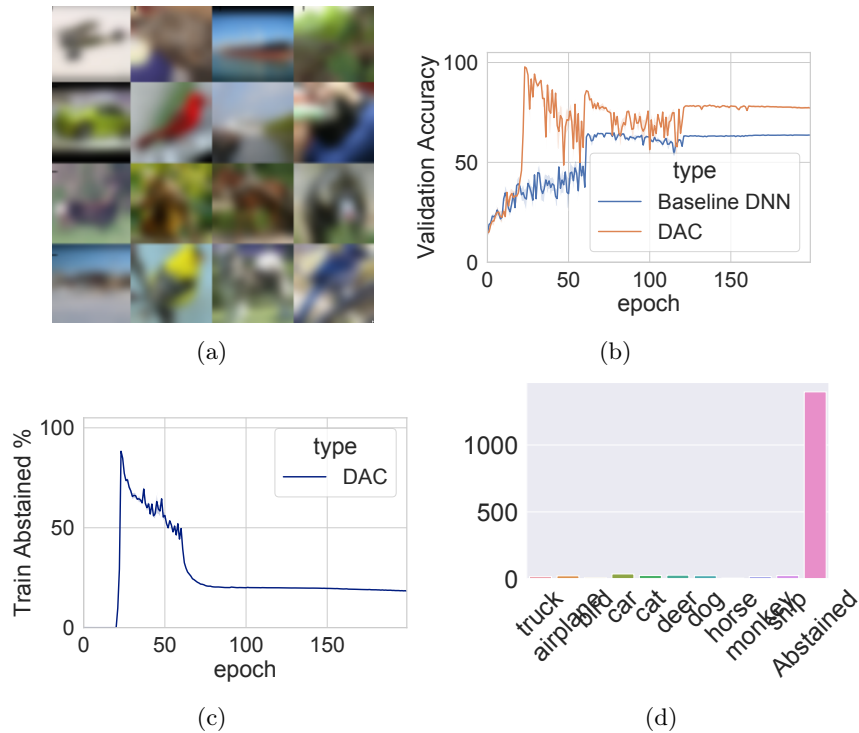 100
50
0
0
50
100
150
Validation Accuracy
epoch
type
Baseline DNN
DAC
(a)
(b)
100
50
0
0
50
100
150
Train Abstained %
epoch
type
DAC
1000
500
0
truck
airplane
bird
car
cat
deer
dog
horse
monkey
ship
Abstained
(c)
(d)